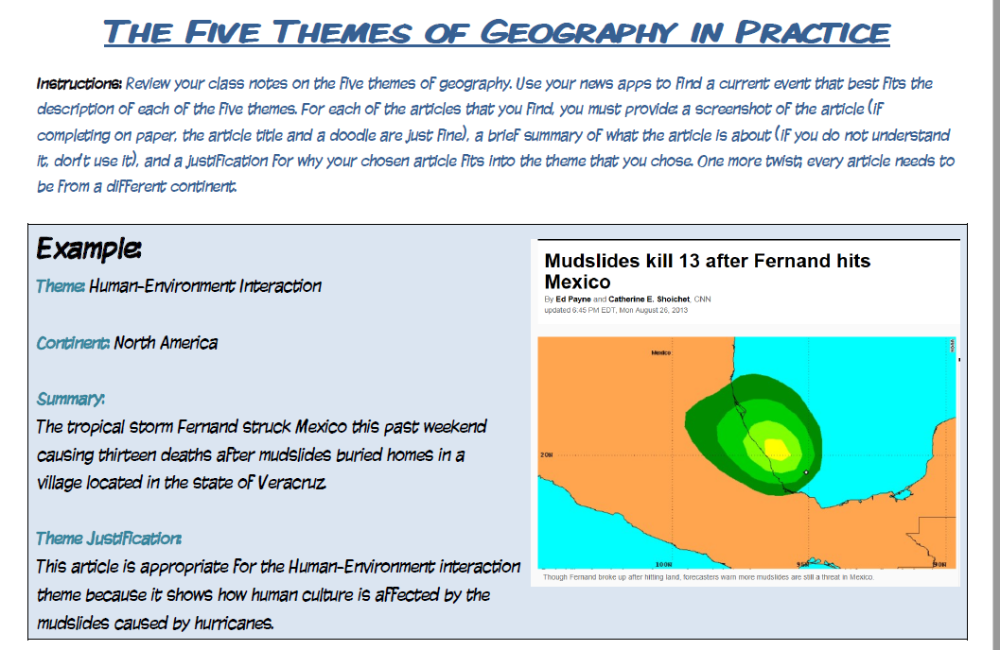 The Five Themes of Geography in Practice
Instructions: Review your class notes on the five themes of geography. Use your news apps to find a current event that best fits the
description of each of the five themes. For each of the articles that you find, you must provide: a screenshot of the article (if
completing on paper, the article title and a doodle are just fine), a brief summary of what the article is about (if you do not understand
it, don't use it), and a justification for why your chosen article fits into the theme that you chose. One more twist; every article needs to
be from a different continent.
Example:
Theme: Human-Environment Interaction
Continent: North America
Summary:
The tropical storm Fernand struck Mexico this past weekend
causing thirteen deaths after mudslides buried homes in a
village located in the state of Veracruz.
Theme Justification:
This article is appropriate for the Human-Environment interaction
theme because it shows how human culture is affected by the
mudslides caused by hurricanes.
Mudslides kill 13 after Fernand hits
Mexico
By Ed Payne and Catherine E. Shoichet, CNN
updated 6:45 PM EDT, Mon August 26, 2013
Mexico
20N
100W
95W
90W
Though Fernand broke up after hitting land, forecasters warn more mudslides are still a threat in Mexico.